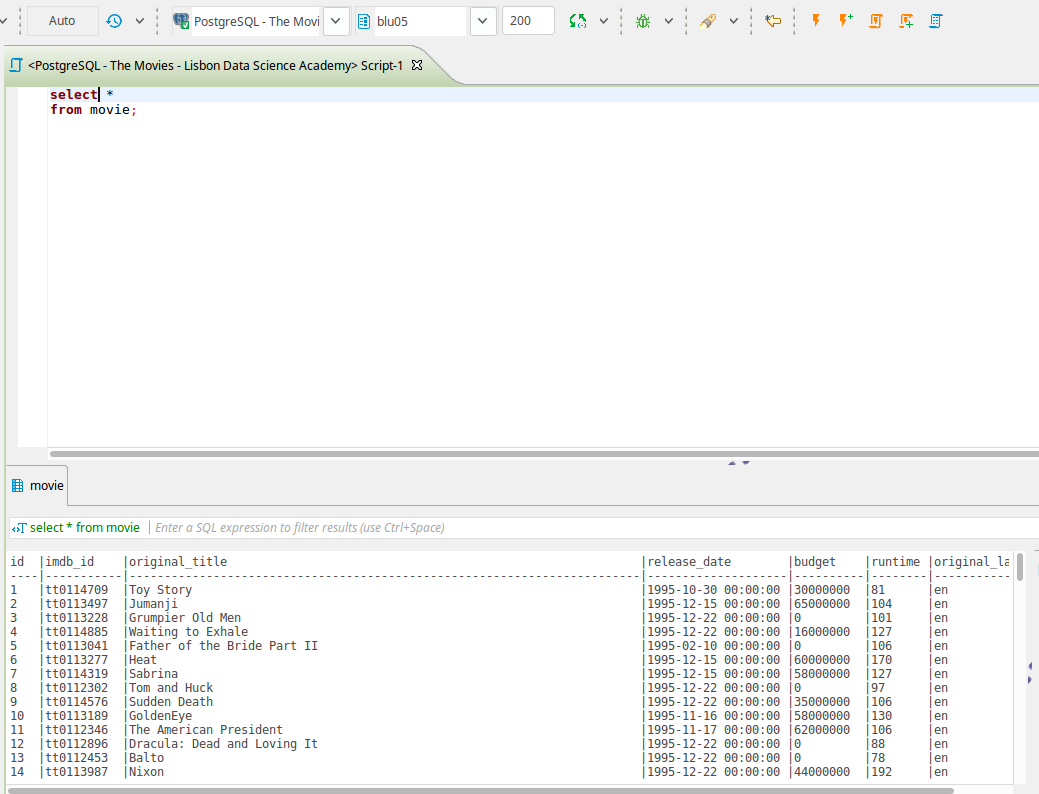 Auto PostgreSQL - The Movi blu05 200
<PostgreSQL - The Movies - Lisbon Data Science Academy> Script-1
select *
from movie;
movie
select * from movie Enter a SQL expression to filter results (use Ctrl+Space)
id |imdb_id |original_title |release_date |budget |runtime |original_la
----|-----------|--------------------------------------------------------------------------|--------------------|----------|--------|-----------
1 |tt0114709 |Toy Story |1995-10-30 00:00:00 |30000000 |81 |en
2 |tt0113497 |Jumanji |1995-12-15 00:00:00 |65000000 |104 |en
3 |tt0113228 |Grumpier Old Men |1995-12-22 00:00:00 |0 |101 |en
4 |tt0114885 |Waiting to Exhale |1995-12-22 00:00:00 |16000000 |127 |en
5 |tt0113041 |Father of the Bride Part II |1995-02-10 00:00:00 |0 |106 |en
6 |tt0113277 |Heat |1995-12-15 00:00:00 |60000000 |170 |en
7 |tt0114319 |Sabrina |1995-12-15 00:00:00 |58000000 |127 |en
8 |tt0112302 |Tom and Huck |1995-12-22 00:00:00 |0 |97 |en
9 |tt0114576 |Sudden Death |1995-12-22 00:00:00 |35000000 |106 |en
10 |tt0113189 |GoldenEye |1995-11-16 00:00:00 |58000000 |130 |en
11 |tt0112346 |The American President |1995-11-17 00:00:00 |62000000 |106 |en
12 |tt0112896 |Dracula: Dead and Loving It |1995-12-22 00:00:00 |0 |88 |en
13 |tt0112453 |Balto |1995-12-22 00:00:00 |0 |78 |en
14 |tt0113987 |Nixon |1995-12-22 00:00:00 |44000000 |192 |en